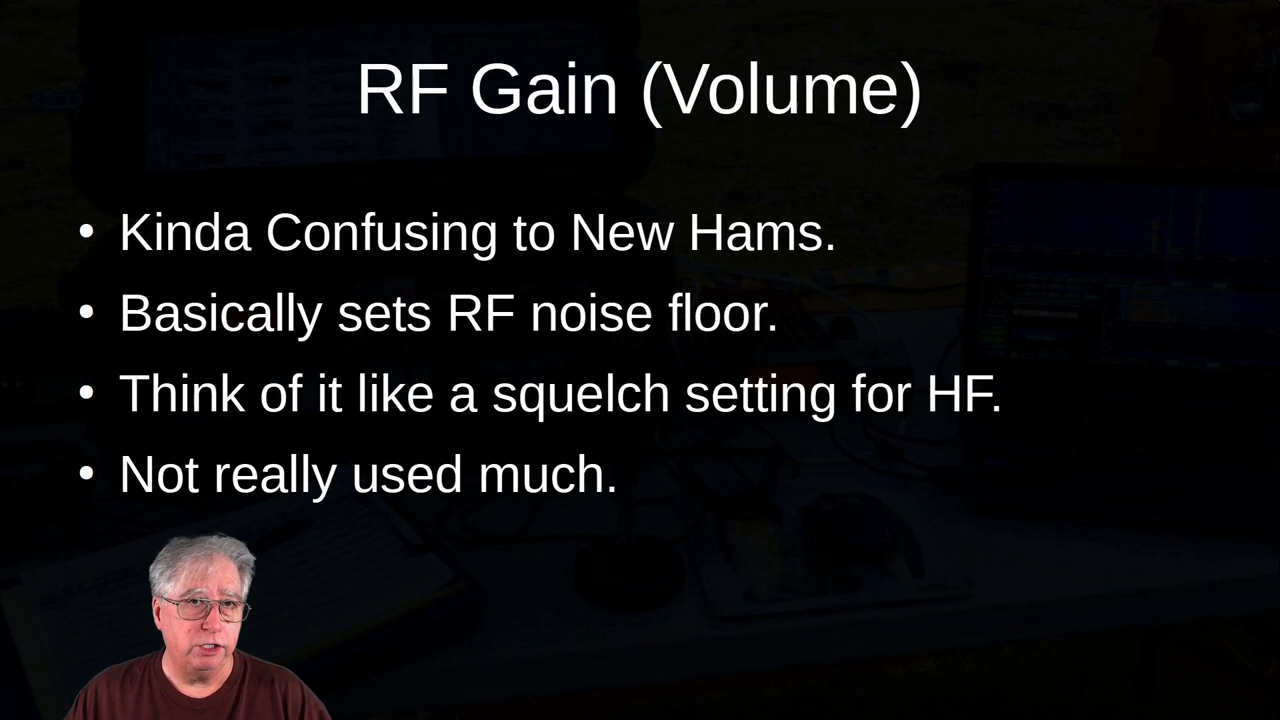 RF Gain (Volume)
• Kinda Confusing to New Hams.
• Basically sets RF noise floor.
• Think of it like a squelch setting for HF.
• Not really used much.